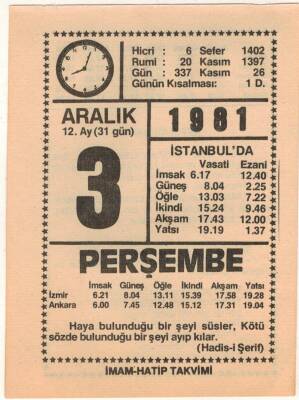 Hicri : 6 Sefer 1402
Rumi : 20 Kasım 1397
Gün : 337 Kasım 26
Günün Kısalması: 1 D.
ARALIK
12. Ay (31 gün)
1981
3
İSTANBUL'DA
Vasati Ezani
İmsak 6.17 12.40
Güneş 8.04 2.25
Öğle 13.03 7.22
İkindi 15.24 9.46
Akşam 17.43 12.00
Yatsı 19.19 1.37
PERŞEMBE
İmsak Güneş Öğle İkindi Akşam Yatsı
İzmir 6.21 8.04 13.11 15.39 17.58 19.28
Ankara 6.00 7.45 12.48 15.12 17.31 19.04
Haya bulunduğu bir şeyi süsler, Kötü
sözde bulunduğu bir şeyi ayıp kılar.
(Hadis-i Şerif)
İMAM-HATİP TAKVİMİ